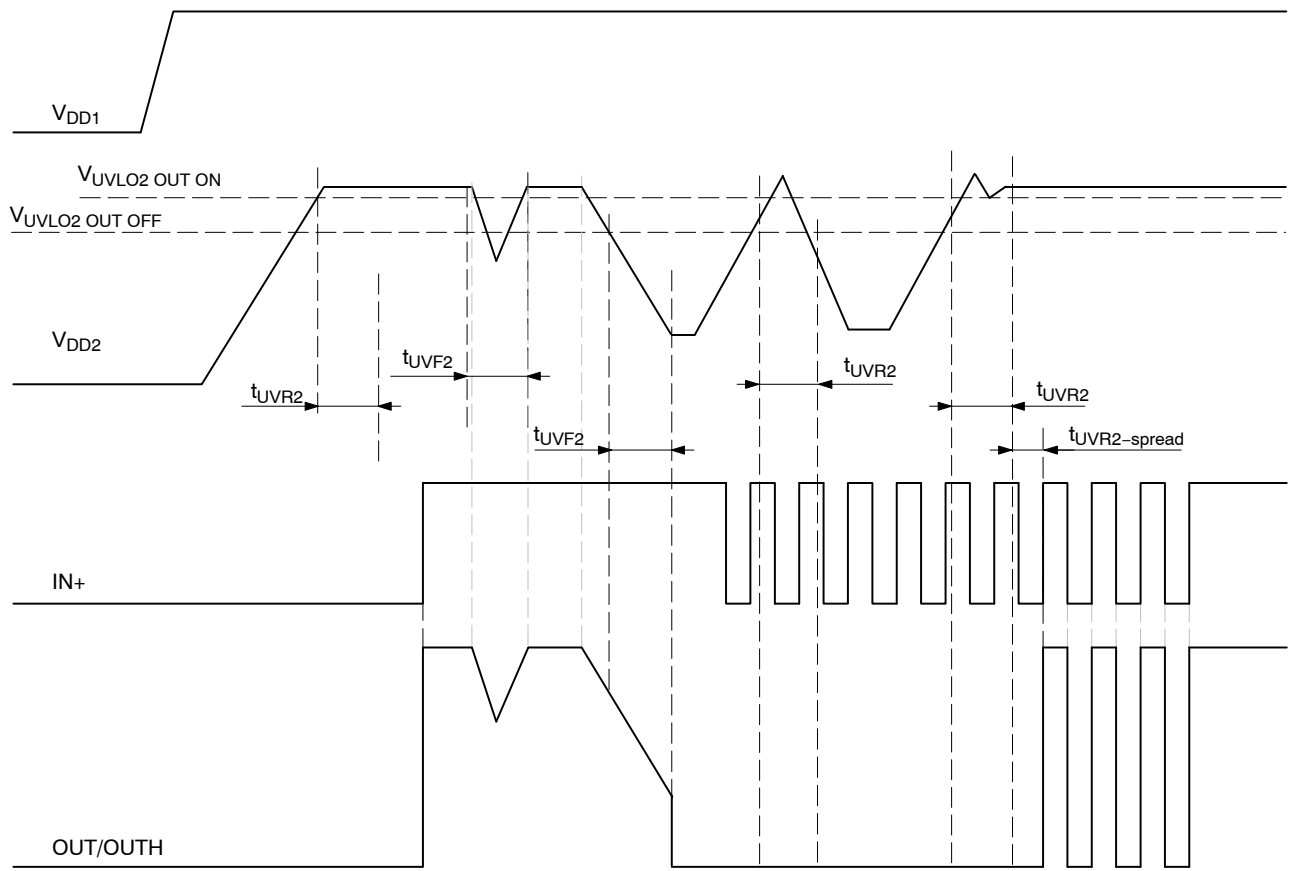 VDD1
VUVLO2 OUT ON
VUVLO2 OUT OFF
VDD2
tUVF2
tUVR2
tUVR2
tUVR2
tUVF2
tUVR2–spread
IN+
OUT/OUTH